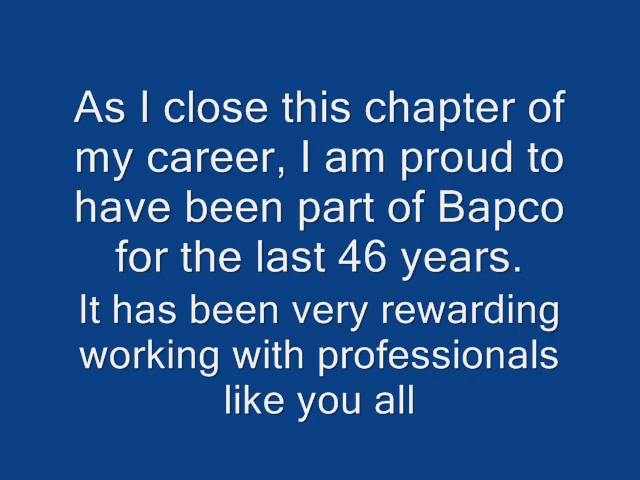 As I close this chapter of
my career, I am proud to
have been part of Bapco
for the last 46 years.
It has been very rewarding
working with professionals
like you all